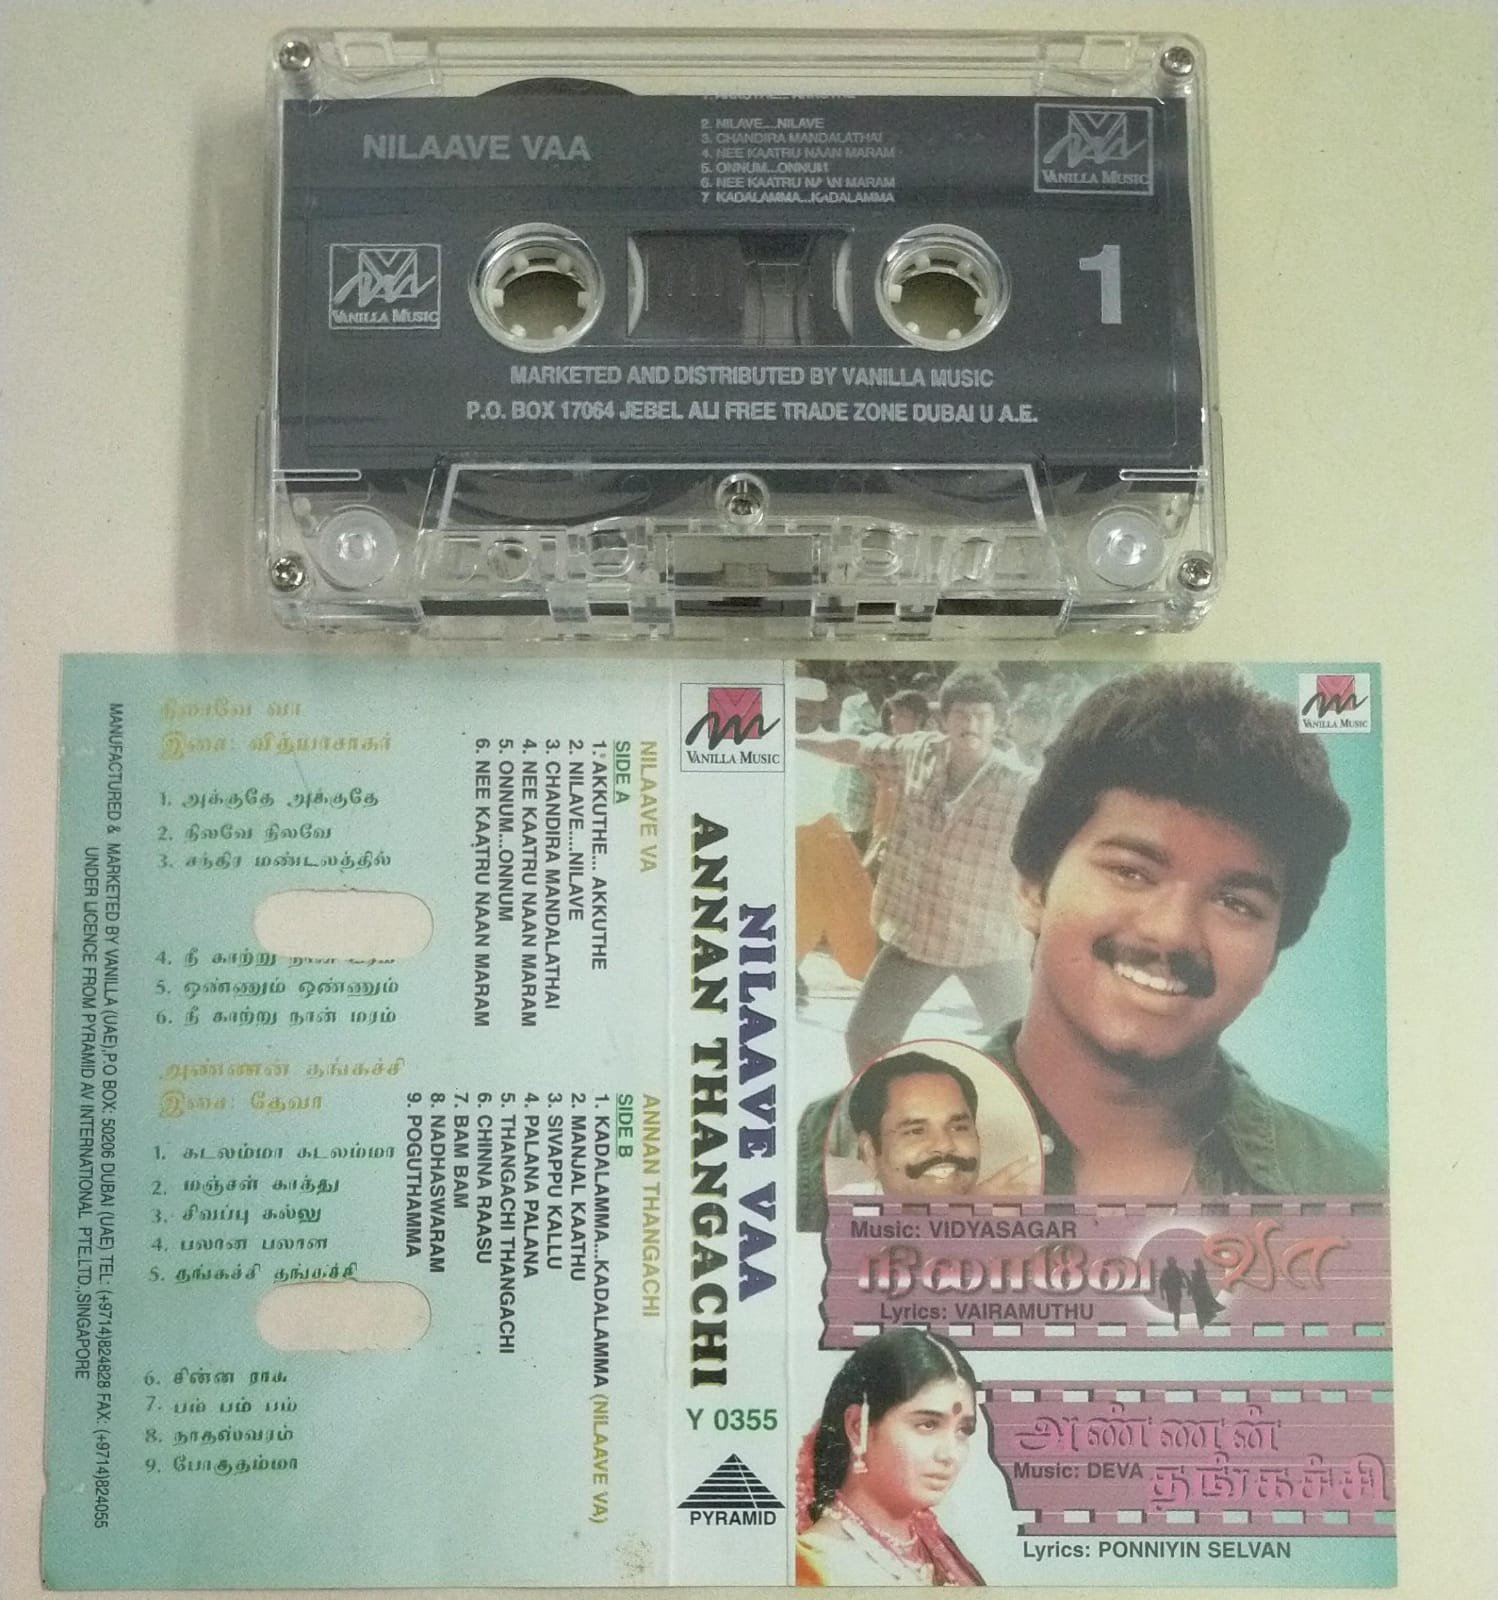 NILAAVE VAA
2. NILAVE....NILAVE
3. CHANDIRA MANDALATHAI
4. NEE KAATRU NAAN MARAM
5. ONNUM...ONNUM
6. NEE KAATRU NAAN MARAM
7 KADALAMMA...KADALAMMA
VANILLA MUSIC
VANILLA MUSIC
1
MARKETED AND DISTRIBUTED BY VANILLA MUSIC
P.O. BOX 17064 JEBEL ALI FREE TRADE ZONE DUBAI U A.E.
MANUFACTURED & MARKETED BY VANILLA (UAE),P.O BOX: 50206 DUBAI (UAE) TEL: (+9714)824828 FAX: (+9714)824055
UNDER LICENCE FROM PYRAMID AV INTERNATIONAL PTE.LTD.,SINGAPORE
நிலாவே வா
இசை: வித்யாசாகர்
1. அக்குதே அக்குதே
2. நிலவே நிலவே
3. சந்திர மண்டலத்தில்
4. நீ காற்று நான்
5. ஒண்ணும் ஒண்ணும்
6. நீ காற்று நான் மரம்
அண்ணன் தங்கச்சி
இசை: தேவா
1. கடலம்மா கடலம்மா
2. மஞ்சள் காத்து
3. சிவப்பு கல்லு
4. பலான பலான
5. தங்கச்சி தங்கச்சி
6. சின்ன
7. பம் பம் பம்
8. நாதஸ்வரம்
9. போகுதம்மா
NILAAVE VA
SIDE A
1. AKKUTHE... AKKUTHE
2. NILAVE....NILAVE
3. CHANDIRA MANDALATHAI
4. NEE KAATRU NAAN MARAM
5. ONNUM...ONNUM
6. NEE KAATRU NAAN MARAM
ANNAN THANGACHI
SIDE B
1. KADALAMMA...KADALAMMA (NILAAVE VA)
2. MANJAL KAATHU
3. SIVAPPU KALLU
4. PALANA PALANA
5. THANGACHI THANGACHI
6. CHINNA RAASU
7. BAM BAM
8. NADHASWARAM
9. POGUTHAMMA
VANILLA MUSIC
NILAAVE VAA
ANNAN THANGACHI
Y 0355
PYRAMID
VANILLA MUSIC
Music: VIDYASAGAR
நிலாவே வா
Lyrics: VAIRAMUTHU
அண்ணன்
Music: DEVA
தங்கச்சி
Lyrics: PONNIYIN SELVAN